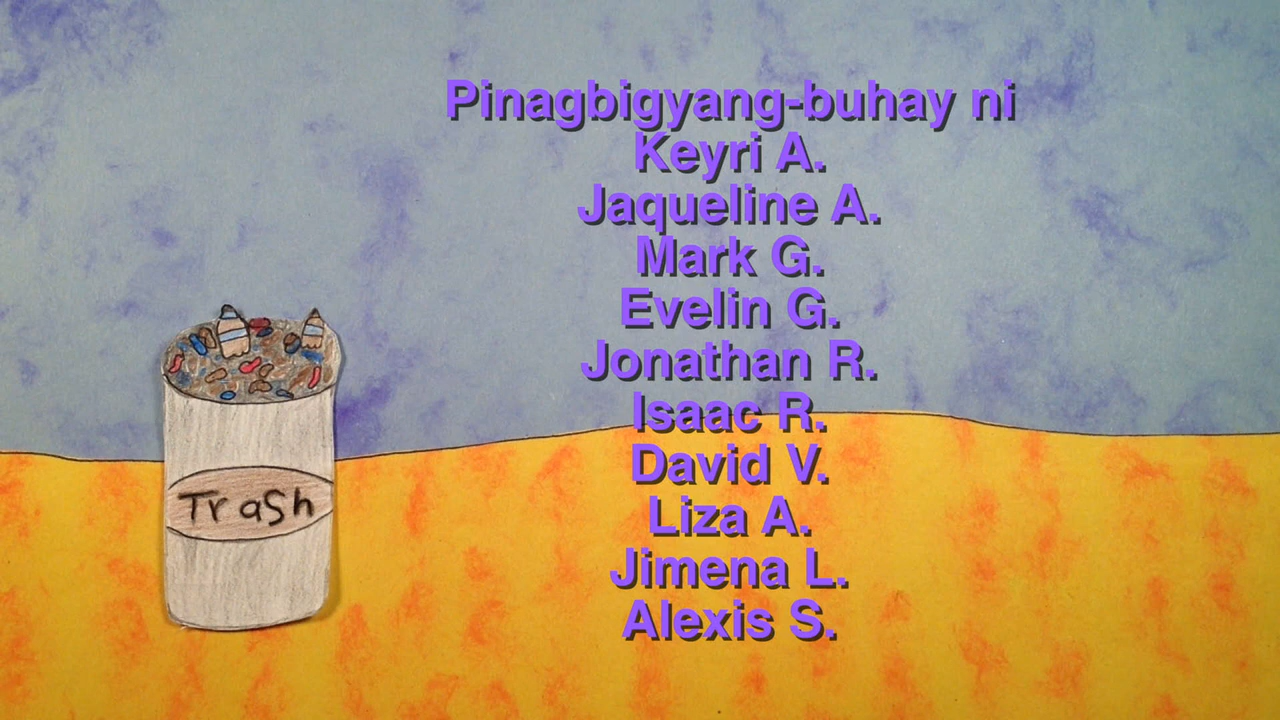 Pinagbigyang-buhay ni
Keyri A.
Jaqueline A.
Mark G.
Evelin G.
Jonathan R.
Isaac R.
David V.
Liza A.
Jimena L.
Alexis S.
Trash